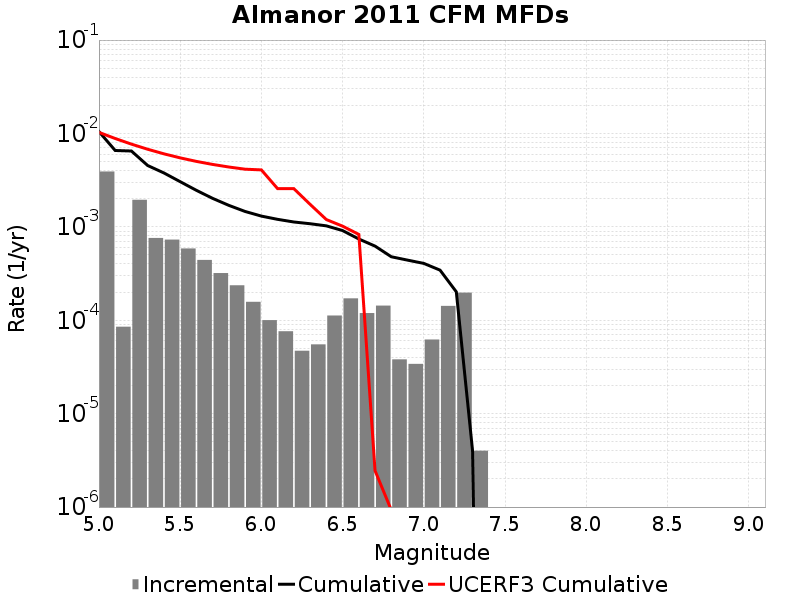 Almanor 2011 CFM MFDs
10-1
10-2
10-3
10-4
10-5
10-6
Rate (1/yr)
5.0 5.5 6.0 6.5 7.0 7.5 8.0 8.5 9.0
Magnitude
Incremental Cumulative UCERF3 Cumulative